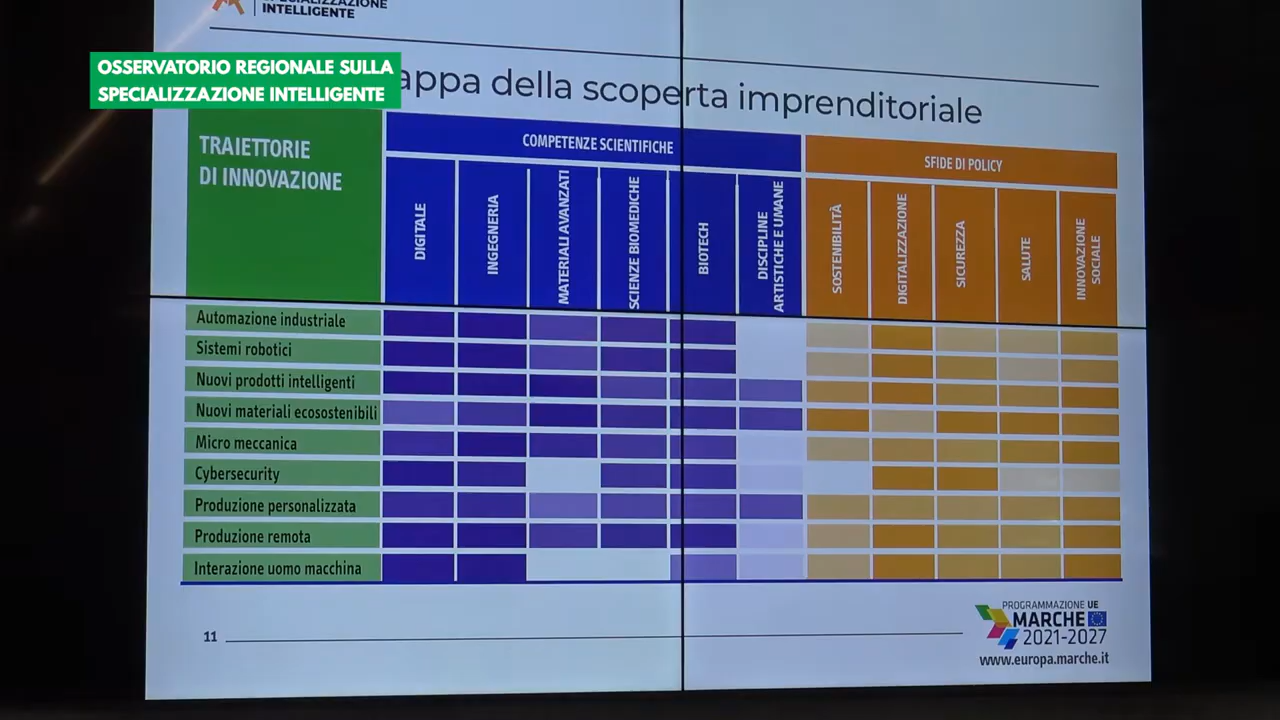 SPECIALIZZAZIONE
INTELLIGENTE
OSSERVATORIO REGIONALE SULLA
SPECIALIZZAZIONE INTELLIGENTE
appa della scoperta imprenditoriale
TRAIETTORIE
DI INNOVAZIONE
COMPETENZE SCIENTIFICHE
SFIDE DI POLICY
DIGITALE
INGEGNERIA
MATERIALI AVANZATI
SCIENZE BIOMEDICHE
BIOTECH
DISCIPLINE
ARTISTICHE E UMANE
SOSTENIBILITÀ
DIGITALIZZAZIONE
SICUREZZA
SALUTE
INNOVAZIONE
SOCIALE
Automazione industriale
Sistemi robotici
Nuovi prodotti intelligenti
Nuovi materiali ecosostenibili
Micro meccanica
Cybersecurity
Produzione personalizzata
Produzione remota
Interazione uomo macchina
11
PROGRAMMAZIONE UE
MARCHE
2021-2027
www.europa.marche.it